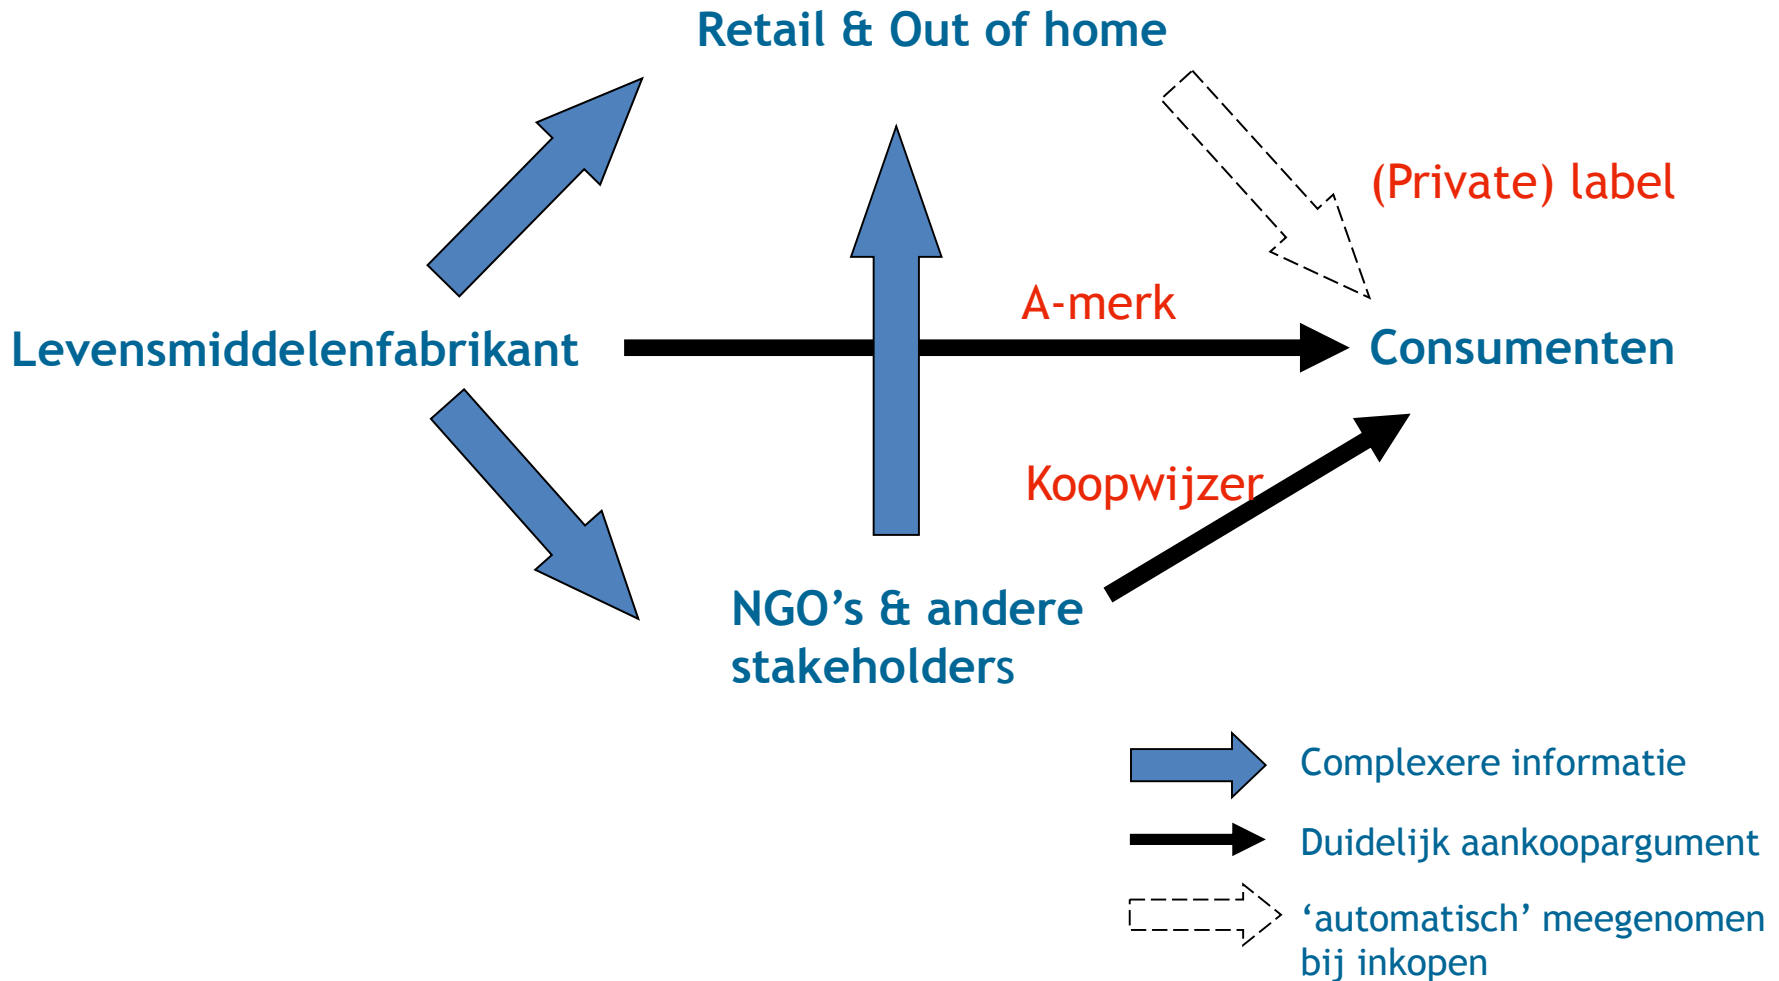 Retail & Out of home
(Private) label
A-merk
Levensmiddelenfabrikant
Consumenten
Koopwijzer
NGO’s & andere
stakeholders
Complexere informatie
Duidelijk aankoopargument
‘automatisch’ meegenomen
bij inkopen